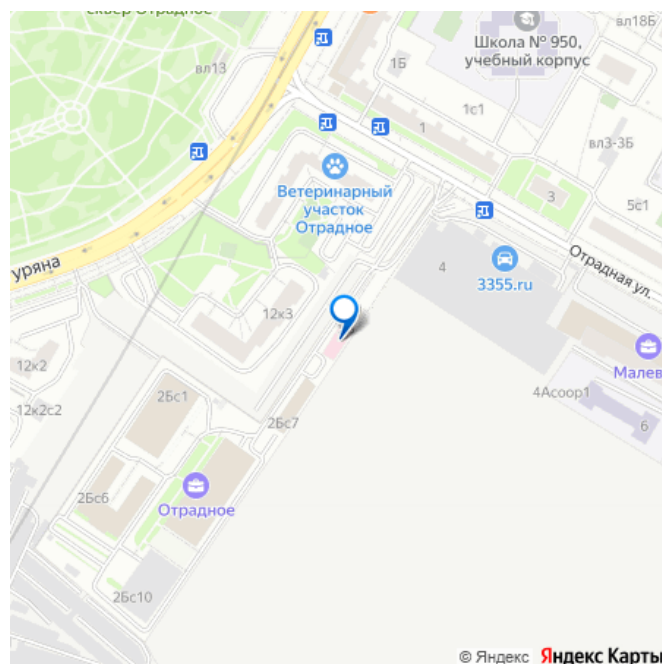 сквер Отрадное
вл18Б
Школа № 950,
учебный корпус
вл13
1Б
1с1
1
вл3-3Б
Ветеринарный
участок
Отрадное
3
5с1
уряна
4
3355.ru
Отрадная ул.
12к3
12к2
Малев
4Асоор1
12к2с2
2Бс1
2Бс7
6
2Бс6
Отрадное
2Бс10
© Яндекс Яндекс Карты